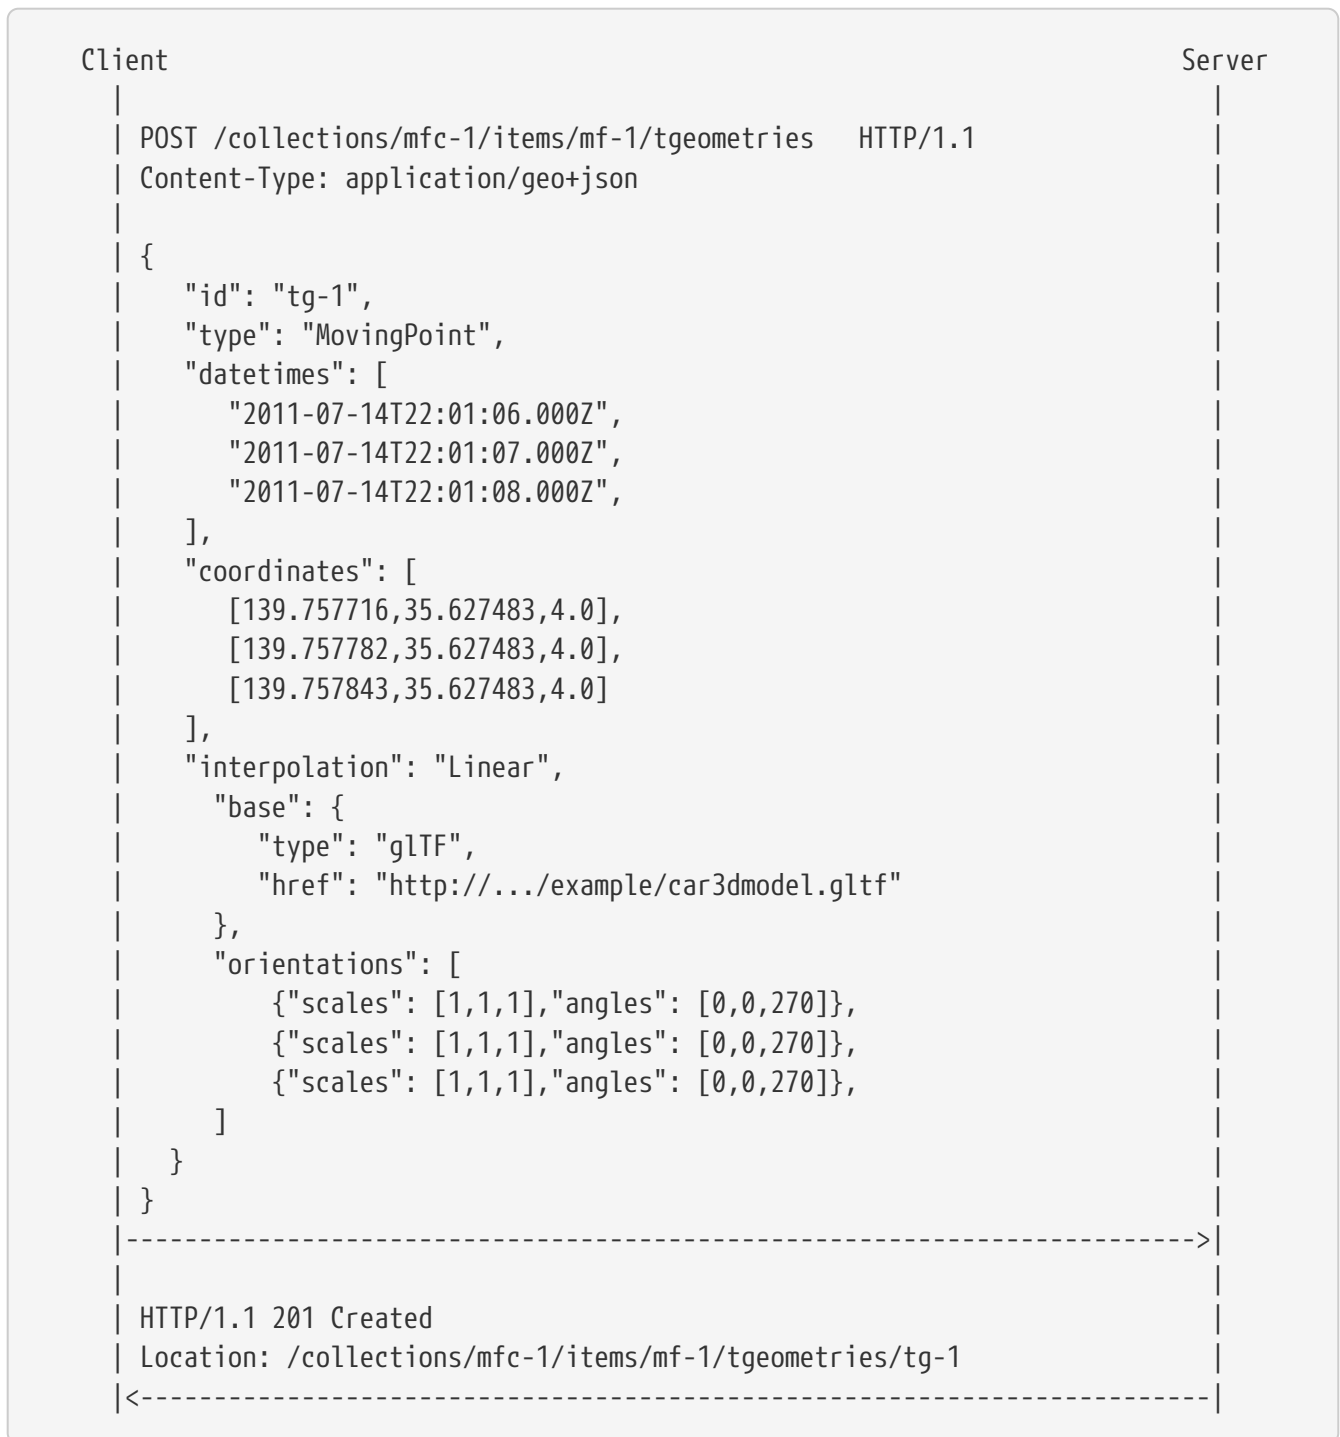 Client                                                                      Server
  |                                                                           |
  | POST /collections/mfc-1/items/mf-1/tgeometries   HTTP/1.1                 |
  | Content-Type: application/geo+json                                        |
  |                                                                           |
  | {                                                                         |
  |    "id": "tg-1",                                                          |
  |    "type": "MovingPoint",                                                 |
  |    "datetimes": [                                                         |
  |       "2011-07-14T22:01:06.000Z",                                         |
  |       "2011-07-14T22:01:07.000Z",                                         |
  |       "2011-07-14T22:01:08.000Z",                                         |
  |    ],                                                                     |
  |    "coordinates": [                                                       |
  |       [139.757716,35.627483,4.0],                                         |
  |       [139.757782,35.627483,4.0],                                         |
  |       [139.757843,35.627483,4.0]                                          |
  |    ],                                                                     |
  |    "interpolation": "Linear",                                             |
  |      "base": {                                                            |
  |         "type": "glTF",                                                   |
  |         "href": "http://.../example/car3dmodel.gltf"                      |
  |      },                                                                   |
  |      "orientations": [                                                    |
  |          {"scales": [1,1,1],"angles": [0,0,270]},                         |
  |          {"scales": [1,1,1],"angles": [0,0,270]},                         |
  |          {"scales": [1,1,1],"angles": [0,0,270]},                         |
  |      ]                                                                    |
  |   }                                                                       |
  | }                                                                         |
  |-------------------------------------------------------------------------->|
  |                                                                           |
  | HTTP/1.1 201 Created                                                      |
  | Location: /collections/mfc-1/items/mf-1/tgeometries/tg-1                  |
  |<--------------------------------------------------------------------------|